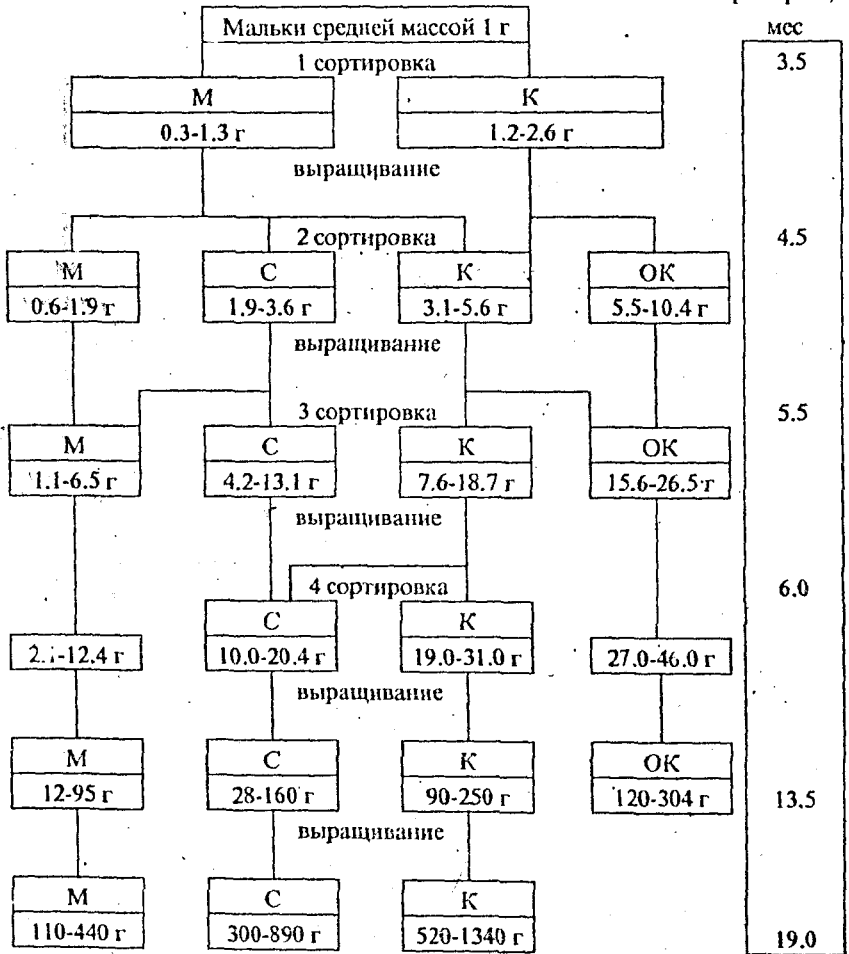 мес
Мальки средней массой 1 г
1 сортировка
3.5
М
К
0.3-1.3 г
1.2-2.6 г
выращивание
2 сортировка
4.5
М
С
К
ОК
0.6-1.9 г
1.9-3.6 г
3.1-5.6 г
5.5-10.4 г
выращивание
3 сортировка
5.5
М
С
К
ОК
1.1-6.5 г
4.2-13.1 г
7.6-18.7 г
15.6-26.5 г
выращивание
4 сортировка
6.0
С
К
2.1-12.4 г
10.0-20.4 г
19.0-31.0 г
27.0-46.0 г
выращивание
М
С
К
ОК
12-95 г
28-160 г
90-250 г
120-304 г
13.5
выращивание
М
С
К
110-440 г
300-890 г
520-1340 г
19.0